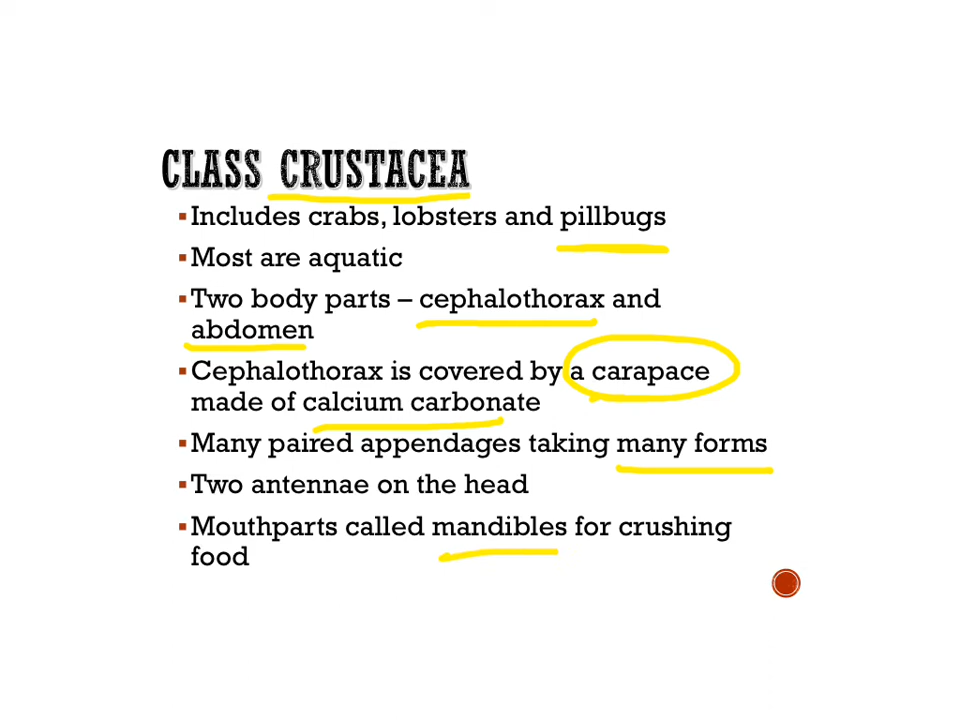 CLASS CRUSTACEA
▪Includes crabs, lobsters and pillbugs
▪Most are aquatic
▪Two body parts – cephalothorax and
abdomen
▪Cephalothorax is covered by a carapace
made of calcium carbonate
▪Many paired appendages taking many forms
▪Two antennae on the head
▪Mouthparts called mandibles for crushing
food